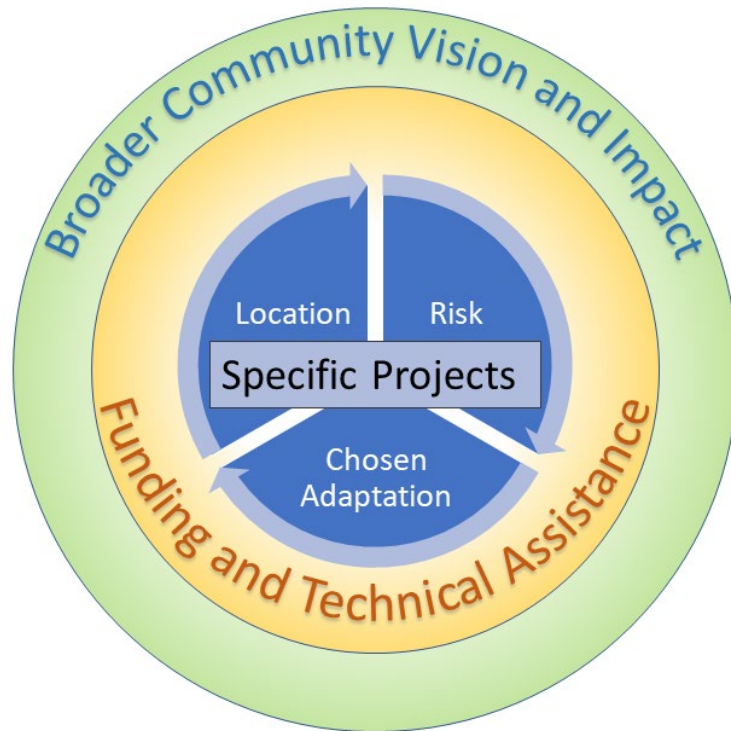 Broader Community Vision and Impact
Location
Risk
Specific Projects
Chosen
Adaptation
Funding and Technical Assistance